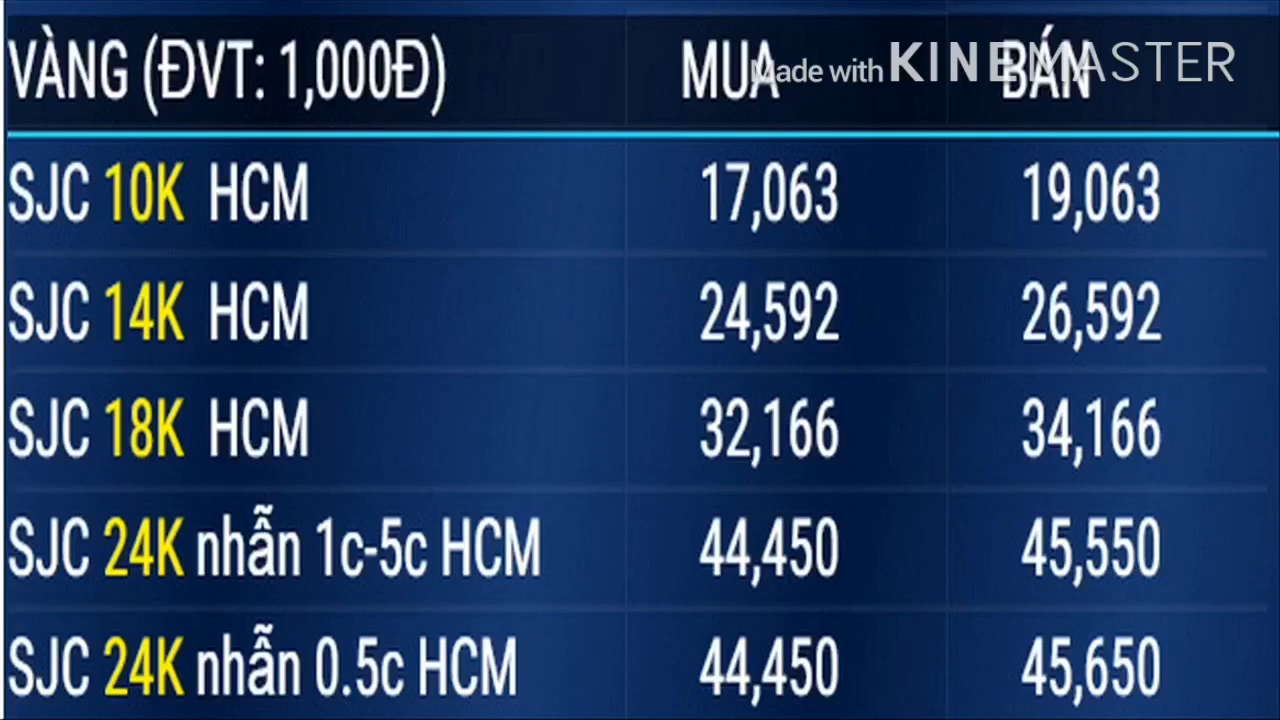 VÀNG (ĐVT: 1,000Đ) MUA BÁN
Made with KINEMASTER
SJC 10K HCM 17,063 19,063
SJC 14K HCM 24,592 26,592
SJC 18K HCM 32,166 34,166
SJC 24K nhẫn 1c-5c HCM 44,450 45,550
SJC 24K nhẫn 0.5c HCM 44,450 45,650